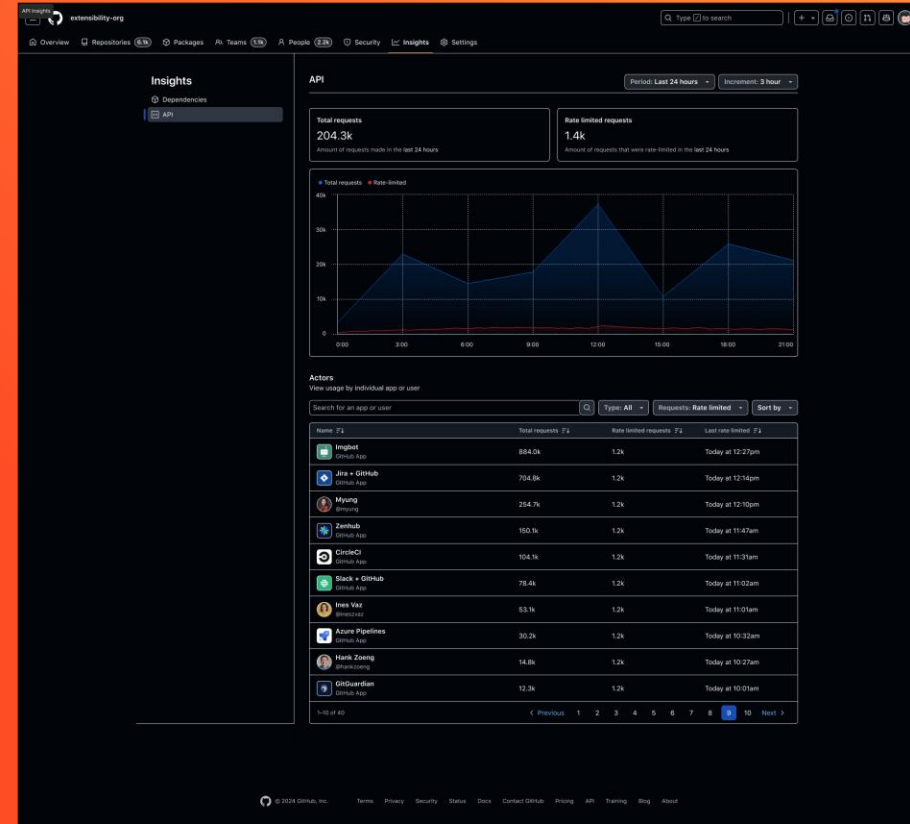 API Insights
extensibility-org
Type / to search
Overview
Repositories 6.1k
Packages
Teams 1.1k
People 2.2k
Security
Insights
Settings
Insights
Dependencies
API
API
Period: Last 24 hours
Increment: 3 hour
Total requests
204.3k
Amount of requests made in the last 24 hours
Rate limited requests
1.4k
Amount of requests that were rate-limited in the last 24 hours
Total requests Rate-limited
40k
30k
20k
10k
0
0:00 3:00 6:00 9:00 12:00 15:00 18:00 21:00
Actors
View usage by individual app or user
Search for an app or user
Type: All
Requests: Rate limited
Sort by
Name Total requests Rate limited requests Last rate limited
Imgbot 884.0k 1.2k Today at 12:27pm
GitHub App
Jira + GitHub 704.8k 1.2k Today at 12:14pm
GitHub App
Myung 254.7k 1.2k Today at 12:10pm
@myung
Zenhub 150.1k 1.2k Today at 11:47am
GitHub App
CircleCI 104.1k 1.2k Today at 11:31am
GitHub App
Slack + GitHub 78.4k 1.2k Today at 11:02am
GitHub App
Ines Vaz 53.1k 1.2k Today at 11:01am
@ineszvaz
Azure Pipelines 30.2k 1.2k Today at 10:32am
GitHub App
Hank Zoeng 14.8k 1.2k Today at 10:27am
@hankzoeng
GitGuardian 12.3k 1.2k Today at 10:01am
GitHub App
1-10 of 40
Previous 1 2 3 4 5 6 7 8 9 10 Next
© 2024 GitHub, Inc. Terms Privacy Security Status Docs Contact GitHub Pricing API Training Blog About